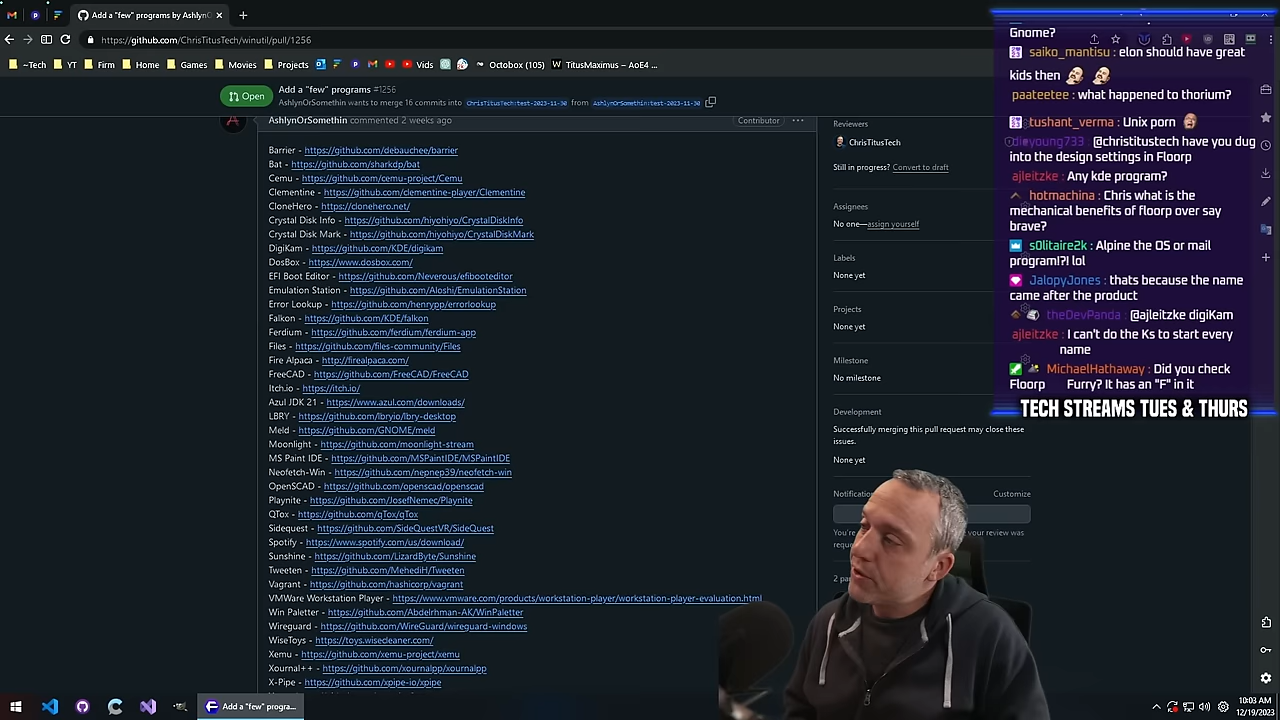 Add a "few" programs by AshlynO
https://github.com/ChrisTitusTech/winutil/pull/1256
~Tech
YT
Firm
Home
Games
Movies
Projects
Vids
Octobox (105)
TitusMaximus – AoE4 ...
Open
Add a "few" programs #1256
AshlynOrSomethin wants to merge 16 commits into ChrisTitusTech:test-2023-11-30 from AshlynOrSomethin:test-2023-11-30
AshlynOrSomethin commented 2 weeks ago
Contributor
Barrier - https://github.com/debauchee/barrier
Bat - https://github.com/sharkdp/bat
Cemu - https://github.com/cemu-project/Cemu
Clementine - https://github.com/clementine-player/Clementine
CloneHero - https://clonehero.net/
Crystal Disk Info - https://github.com/hiyohiyo/CrystalDiskInfo
Crystal Disk Mark - https://github.com/hiyohiyo/CrystalDiskMark
DigiKam - https://github.com/KDE/digikam
DosBox - https://www.dosbox.com/
EFI Boot Editor - https://github.com/Neverous/efibooteditor
Emulation Station - https://github.com/Aloshi/EmulationStation
Error Lookup - https://github.com/henrypp/errorlookup
Falkon - https://github.com/KDE/falkon
Ferdium - https://github.com/ferdium/ferdium-app
Files - https://github.com/files-community/Files
Fire Alpaca - http://firealpaca.com/
FreeCAD - https://github.com/FreeCAD/FreeCAD
Itch.io - https://itch.io/
Azul JDK 21 - https://www.azul.com/downloads/
LBRY - https://github.com/lbryio/lbry-desktop
Meld - https://github.com/GNOME/meld
Moonlight - https://github.com/moonlight-stream
MS Paint IDE - https://github.com/MSPaintIDE/MSPaintIDE
Neofetch-Win - https://github.com/nepnep39/neofetch-win
OpenSCAD - https://github.com/openscad/openscad
Playnite - https://github.com/JosefNemec/Playnite
QTox - https://github.com/qTox/qTox
Sidequest - https://github.com/SideQuestVR/SideQuest
Spotify - https://www.spotify.com/us/download/
Sunshine - https://github.com/LizardByte/Sunshine
Tweeten - https://github.com/MehediH/Tweeten
Vagrant - https://github.com/hashicorp/vagrant
VMWare Workstation Player - https://www.vmware.com/products/workstation-player/workstation-player-evaluation.html
Win Paletter - https://github.com/Abdelrhman-AK/WinPaletter
Wireguard - https://github.com/WireGuard/wireguard-windows
WiseToys - https://toys.wisecleaner.com/
Xemu - https://github.com/xemu-project/xemu
Xournal++ - https://github.com/xournalpp/xournalpp
X-Pipe - https://github.com/xpipe-io/xpipe
Reviewers
ChrisTitusTech
Still in progress? Convert to draft
Assignees
No one—assign yourself
Labels
None yet
Projects
None yet
Milestone
No milestone
Development
Successfully merging this pull request may close these
issues.
None yet
Customize
You're
2 par
Gnome?
saiko_mantisu : elon should have great
kids then
paateetee : what happened to thorium?
tushant_verma : Unix porn
@christitustech have you dug
into the design settings in Floorp
ajleitzke : Any kde program?
hotmachina : Chris what is the
mechanical benefits of floorp over say
brave?
s0litaire2k : Alpine the OS or mail
program!?! lol
JalopyJones : thats because the name
came after the product
theDevPanda : @ajleitzke digiKam
ajleitzke : I can't do the Ks to start every
name
MichaelHathaway : Did you check
Floorp Furry? It has an "F" in it
TECH STREAMS TUES & THURS
Add a "few" progra...
10:03 AM
12/19/2023